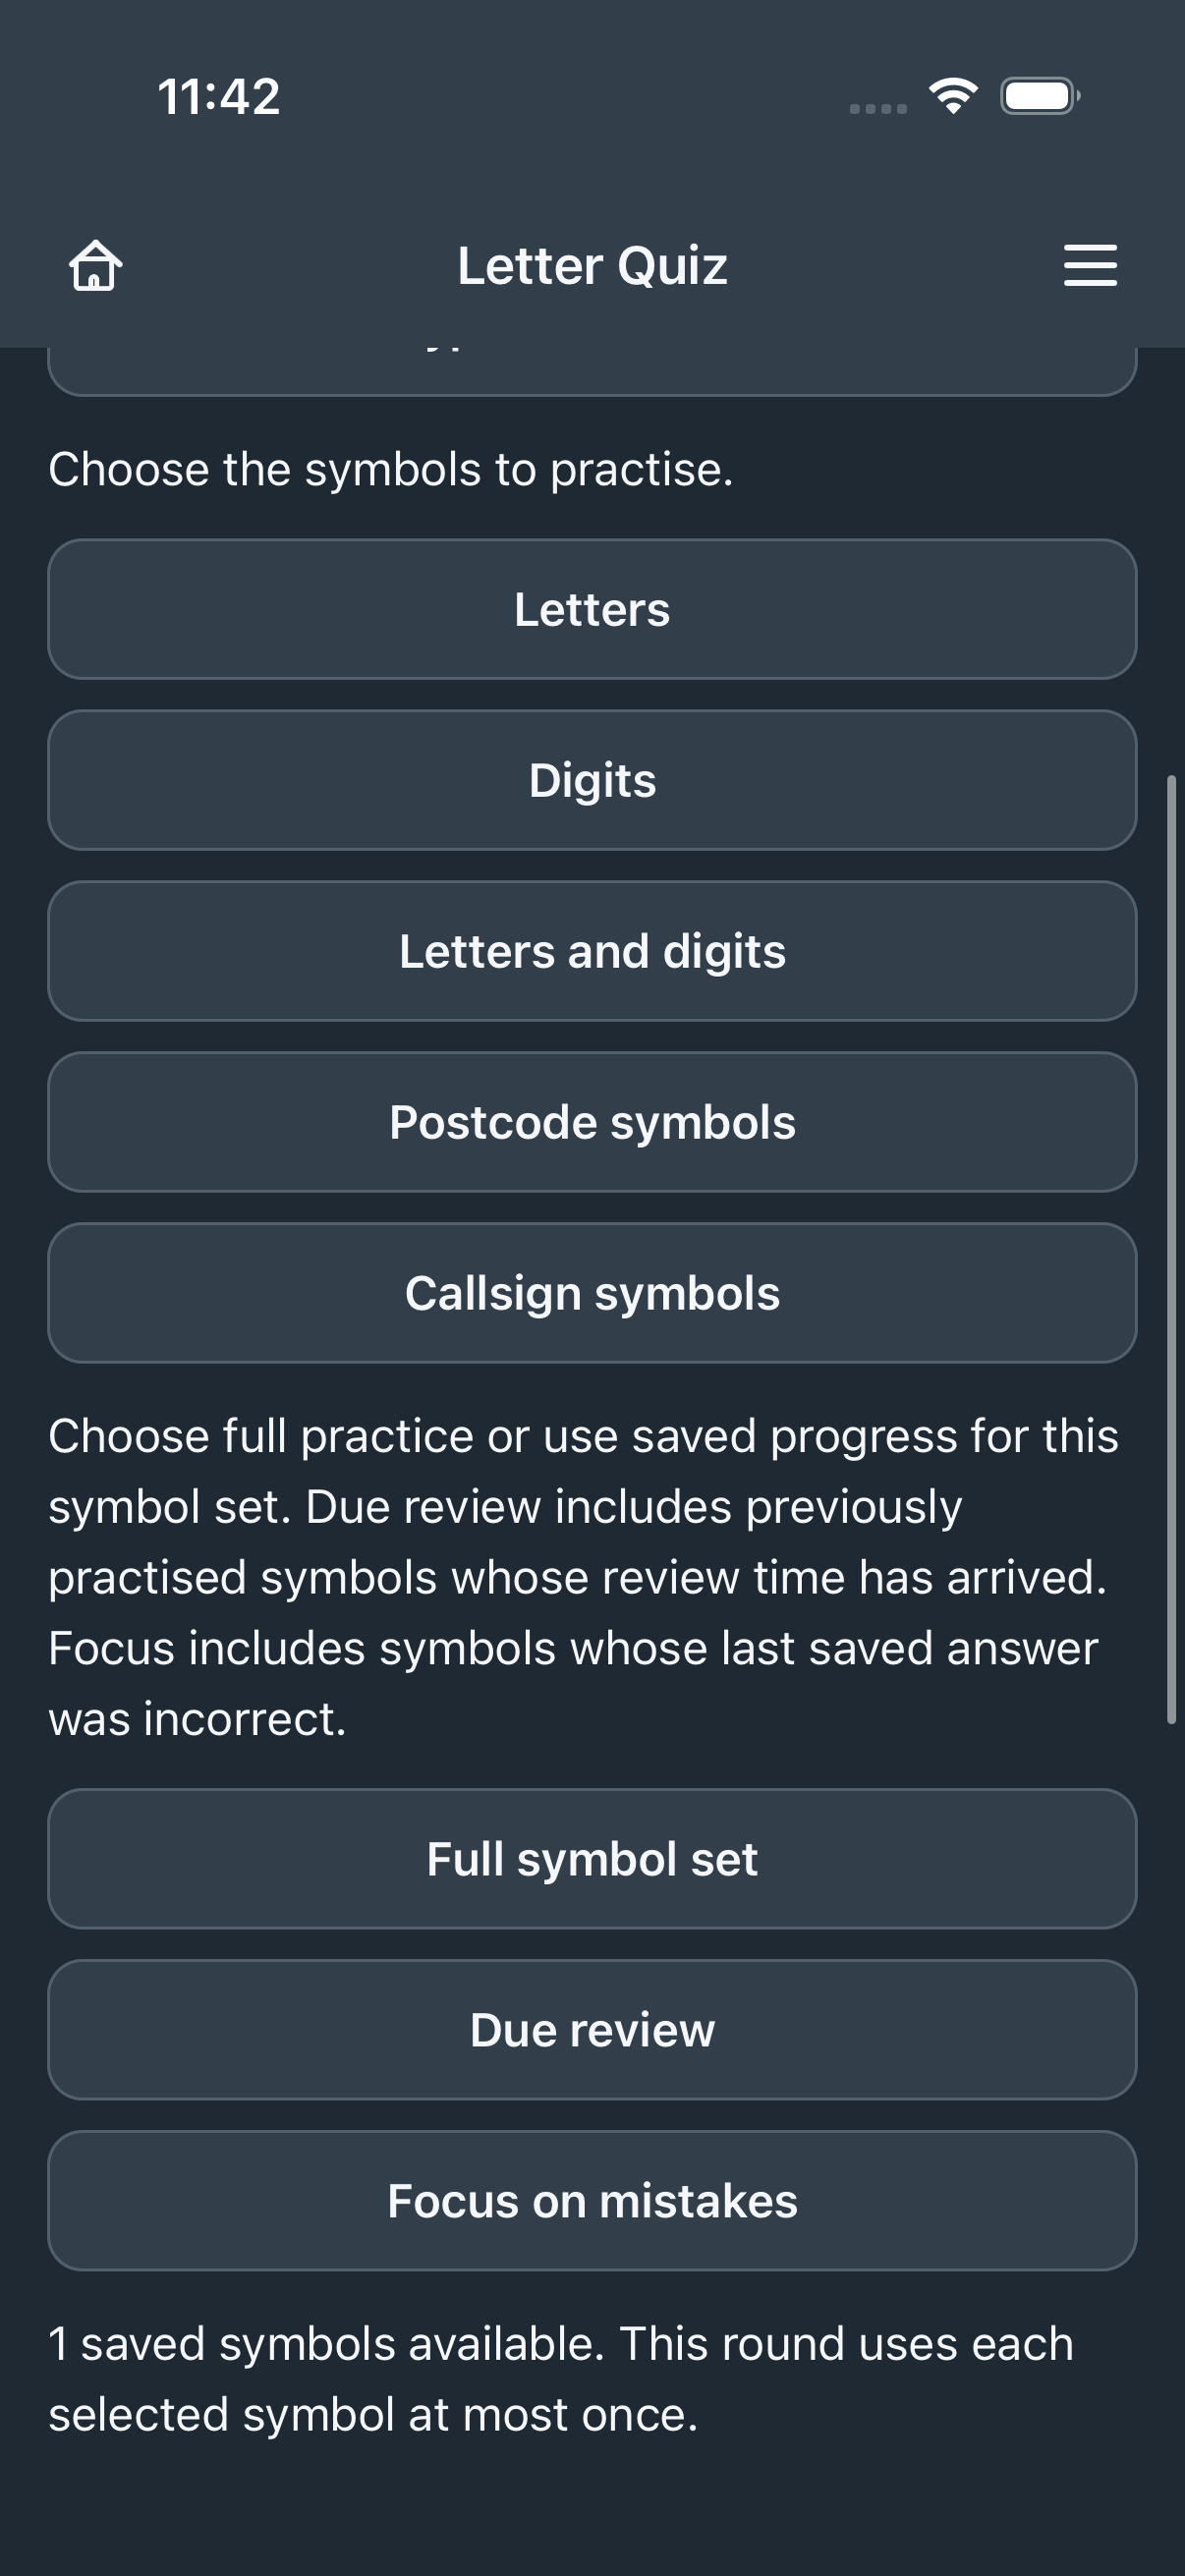 11:42
Letter Quiz
Choose the symbols to practise.
Letters
Digits
Letters and digits
Postcode symbols
Callsign symbols
Choose full practice or use saved progress for this
symbol set. Due review includes previously
practised symbols whose review time has arrived.
Focus includes symbols whose last saved answer
was incorrect.
Full symbol set
Due review
Focus on mistakes
1 saved symbols available. This round uses each
selected symbol at most once.